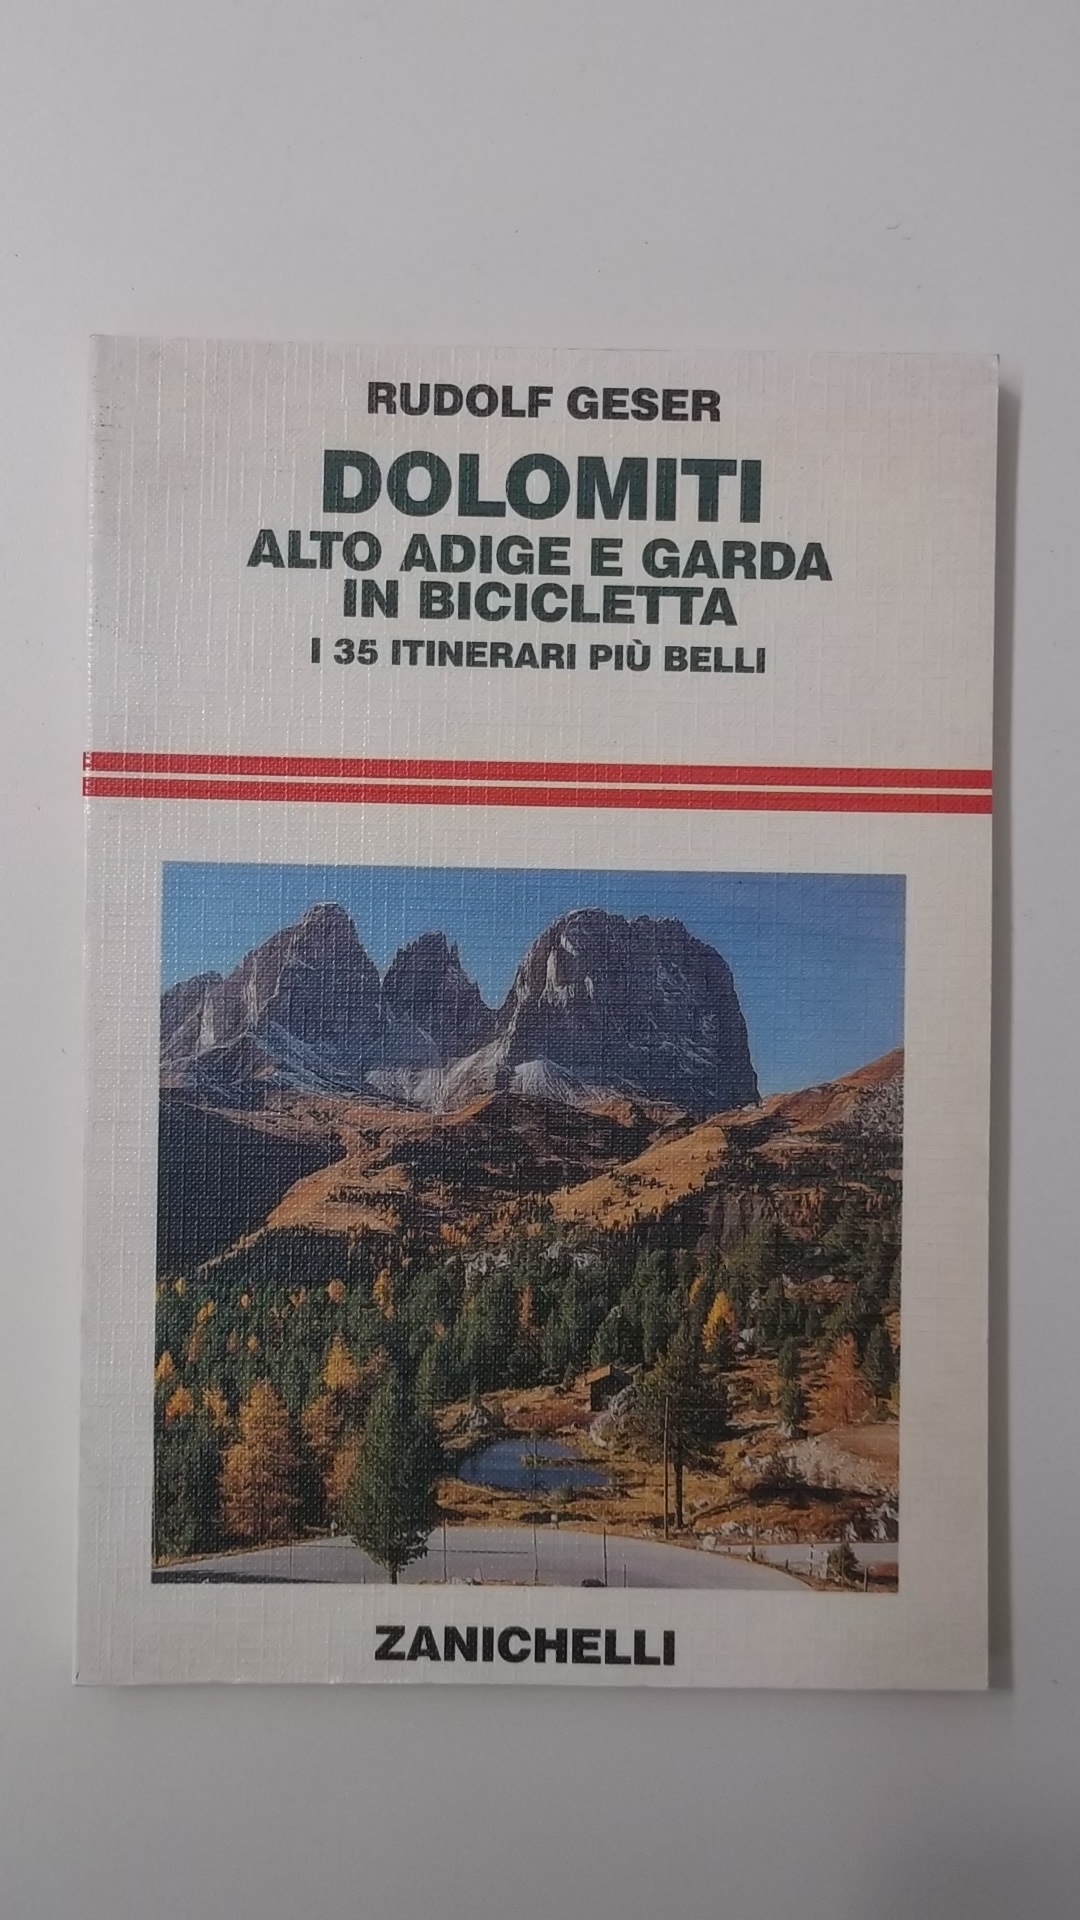 RUDOLF GESER
DOLOMITI
ALTO ADIGE E GARDA
IN BICICLETTA
I 35 ITINERARI PIÙ BELLI
ZANICHELLI